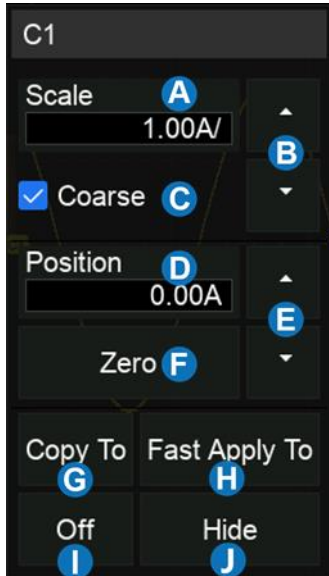 C1
Scale A
1.00A/
B
Coarse C
Position D
0.00A
E
Zero F
Copy To Fast Apply To
G H
Off Hide
I J